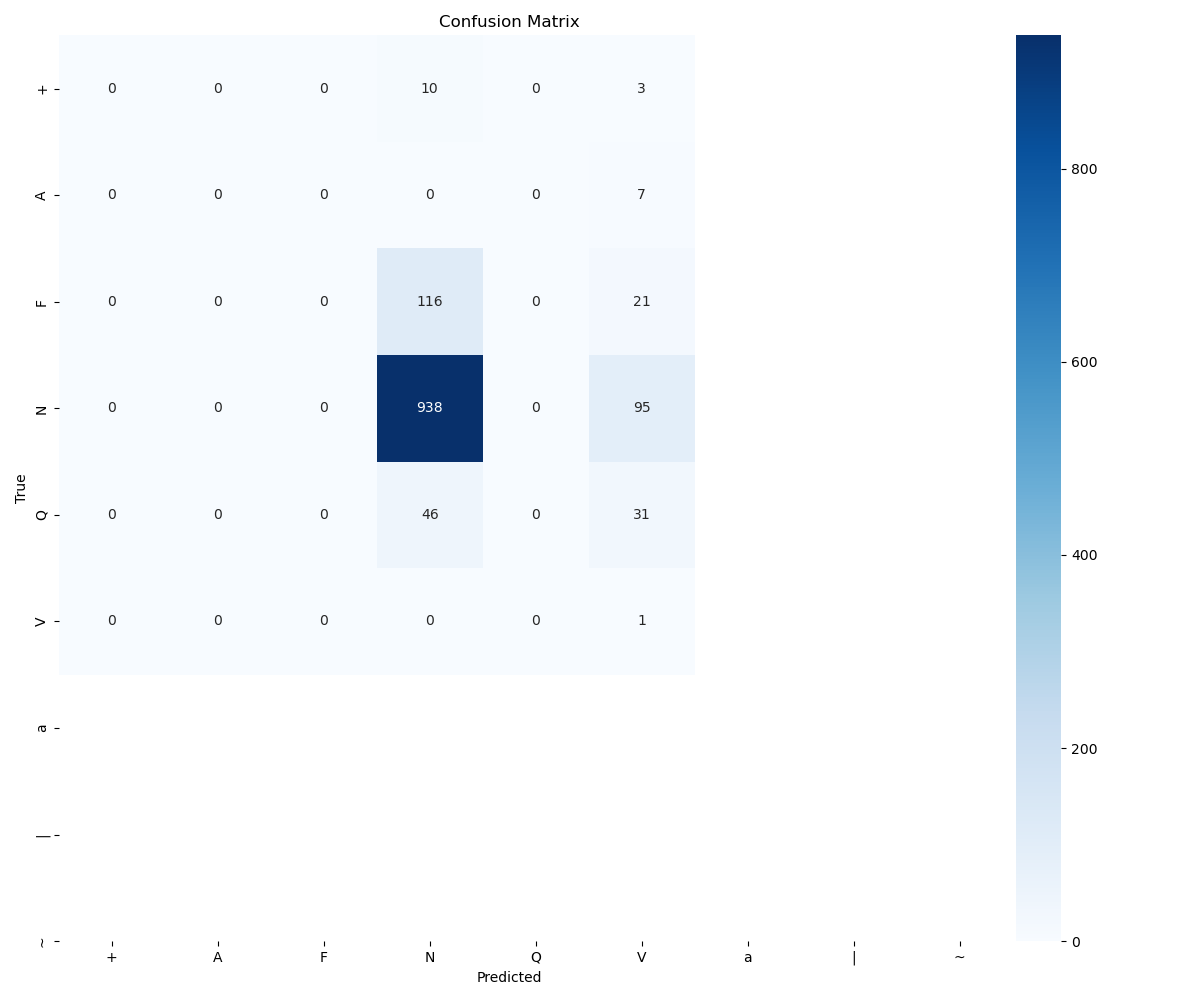 Confusion Matrix
+ 0 0 0 10 0 3
A 0 0 0 0 0 7
800
F 0 0 0 116 0 21
600
N 0 0 0 938 0 95
True
Q 0 0 0 46 0 31
400
V 0 0 0 0 0 1
a
200
|
~
0
+ A F N Q V a | ~
Predicted